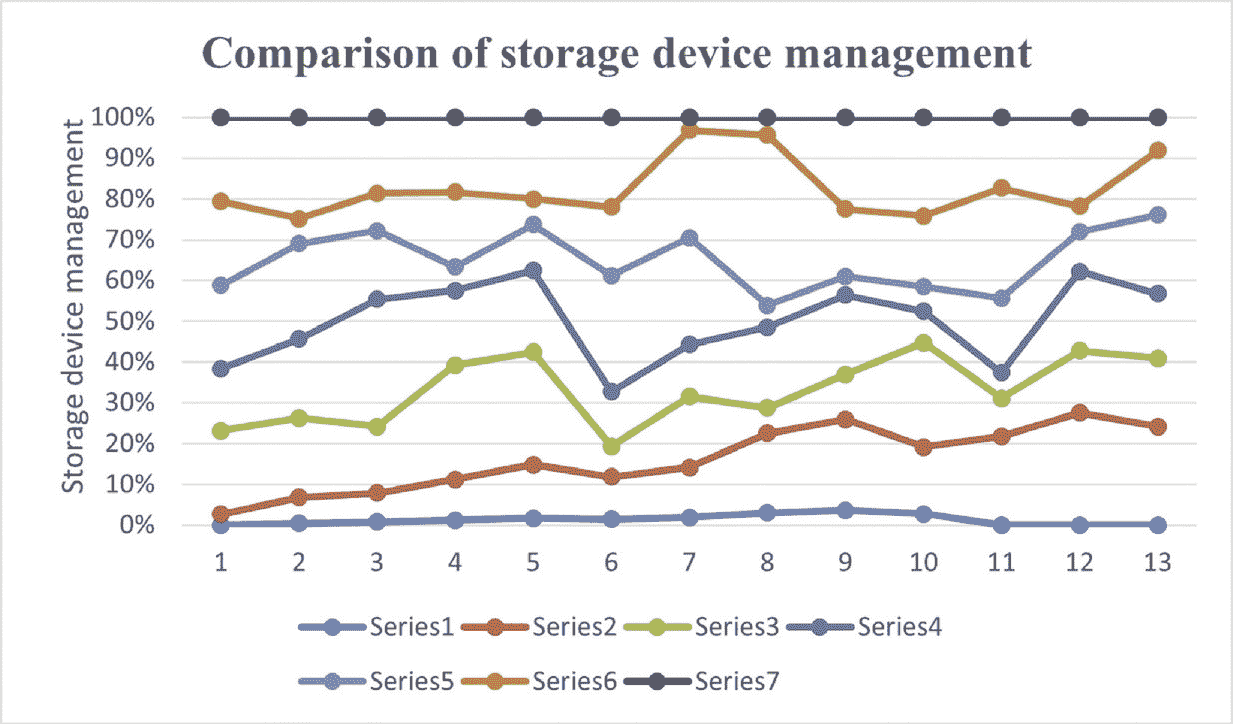 Comparison of storage device management
Storage device management
100%
90%
80%
70%
60%
50%
40%
30%
20%
10%
0%
1 2 3 4 5 6 7 8 9 10 11 12 13
Series1 Series2 Series3 Series4
Series5 Series6 Series7